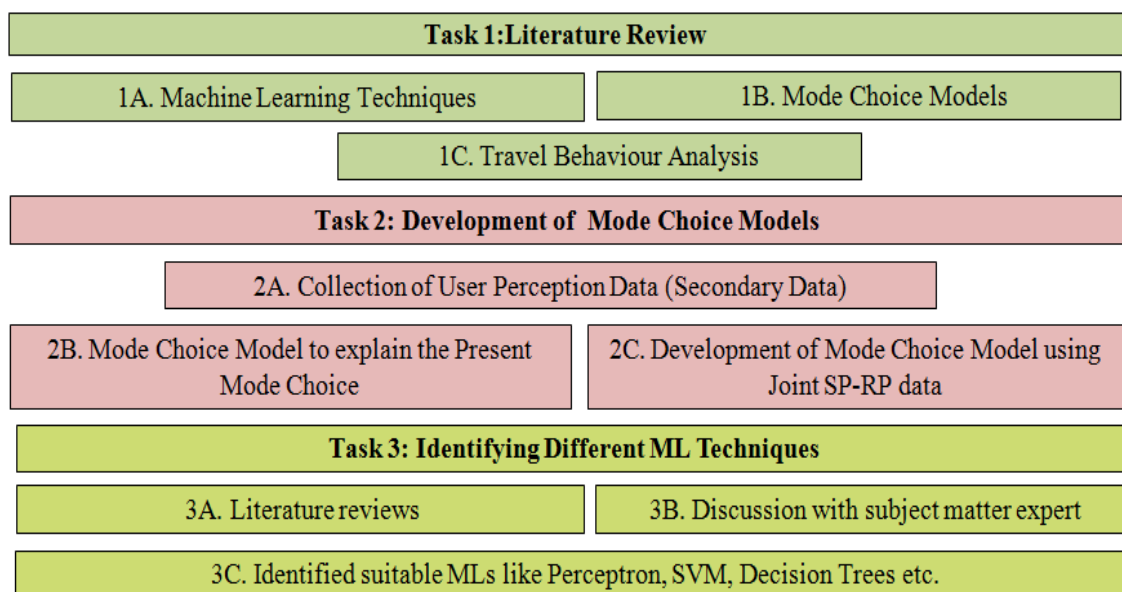 Task 1:Literature Review
1A. Machine Learning Techniques
1B. Mode Choice Models
1C. Travel Behaviour Analysis
Task 2: Development of Mode Choice Models
2A. Collection of User Perception Data (Secondary Data)
2B. Mode Choice Model to explain the Present
Mode Choice
2C. Development of Mode Choice Model using
Joint SP-RP data
Task 3: Identifying Different ML Techniques
3A. Literature reviews
3B. Discussion with subject matter expert
3C. Identified suitable MLs like Perceptron, SVM, Decision Trees etc.